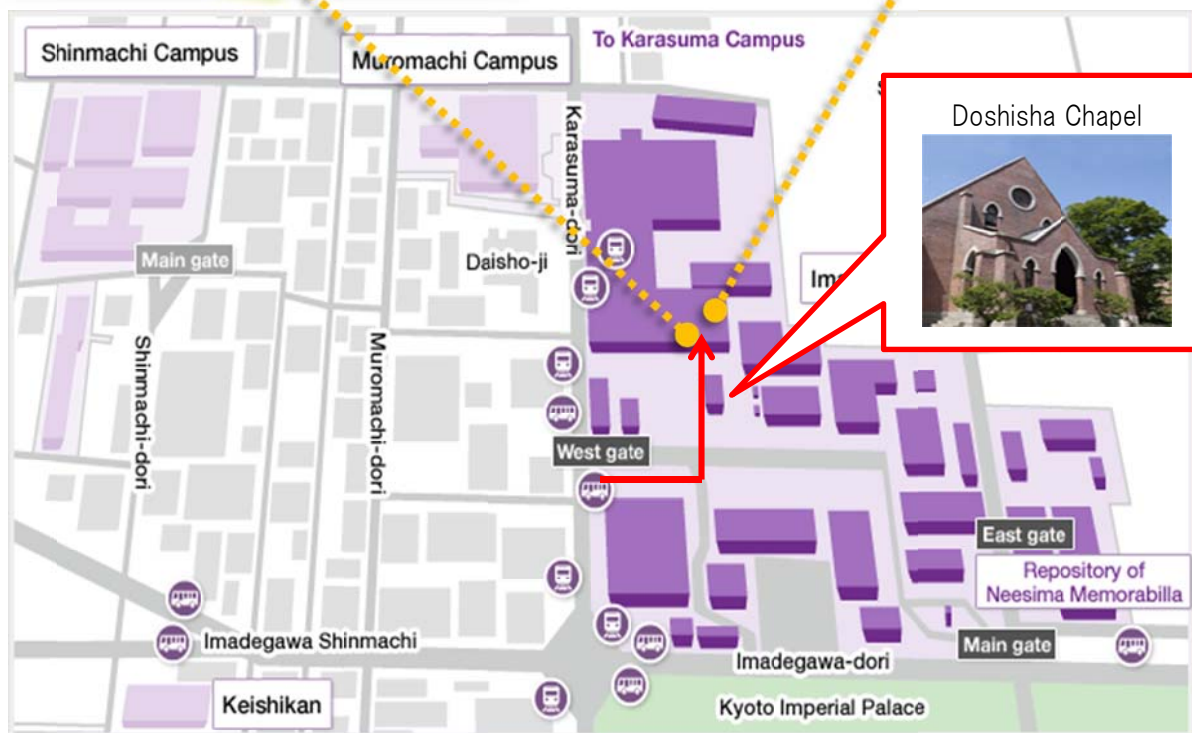 Shinmachi Campus
Muromachi Campus
To Karasuma Campus
Doshisha Chapel
Karasuma-dori
Daisho-ji
Main gate
Shinmachi-dori
Muromachi-dori
West gate
East gate
Repository of
Neesima Memorabilla
Main gate
Imadegawa Shinmachi
Imadegawa-dori
Keishikan
Kyoto Imperial Palace